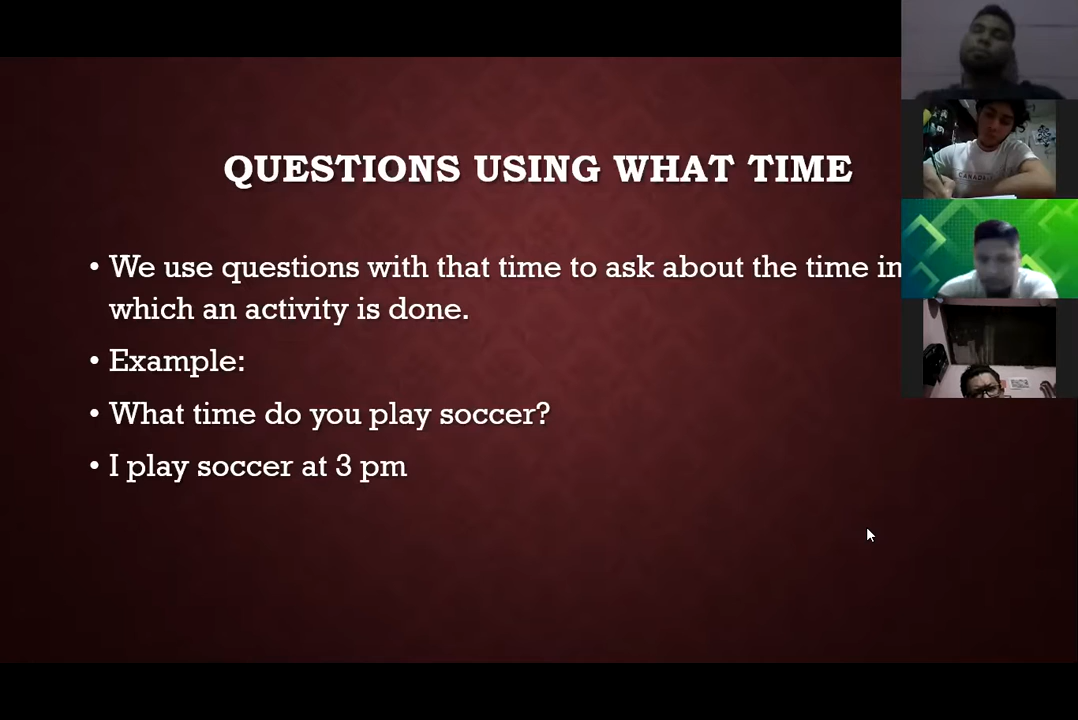 QUESTIONS USING WHAT TIME
• We use questions with that time to ask about the time in
which an activity is done.
• Example:
• What time do you play soccer?
• I play soccer at 3 pm
CANADA